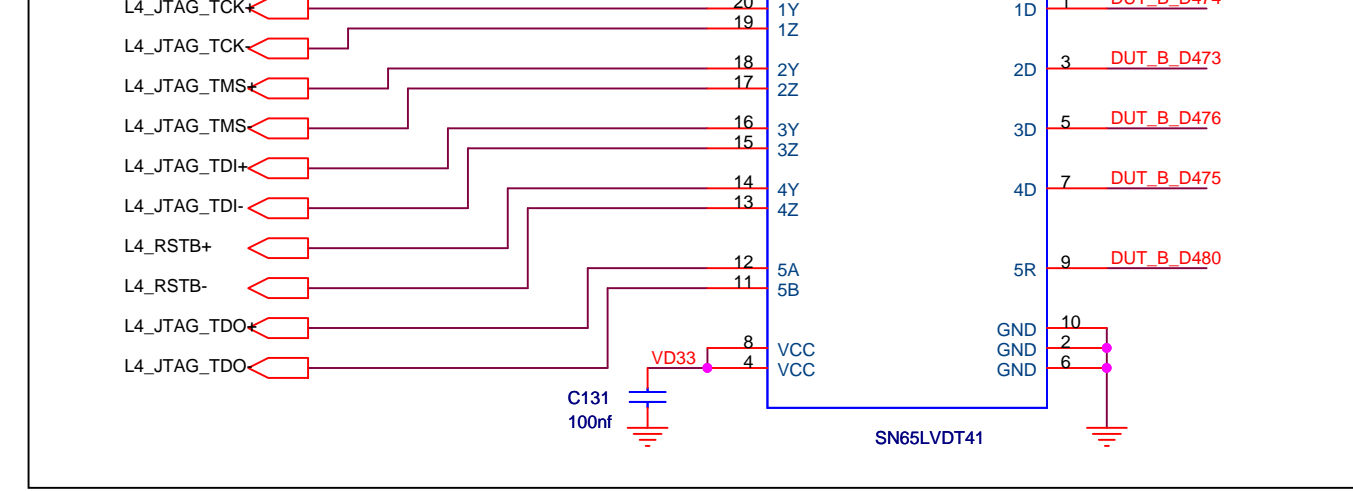 L4_JTAG_TCK+ 20 1Y 1D 1 DUT_B_D474
L4_JTAG_TCK- 19 1Z
L4_JTAG_TMS+ 18 2Y 2D 3 DUT_B_D473
L4_JTAG_TMS- 17 2Z
L4_JTAG_TDI+ 16 3Y 3D 5 DUT_B_D476
L4_JTAG_TDI- 15 3Z
L4_RSTB+ 14 4Y 4D 7 DUT_B_D475
L4_RSTB- 13 4Z
L4_JTAG_TDO+ 12 5A 5R 9 DUT_B_D480
L4_JTAG_TDO- 11 5B
GND 10
VD33 8 VCC GND 2
4 VCC GND 6
C131
100nf
SN65LVDT41